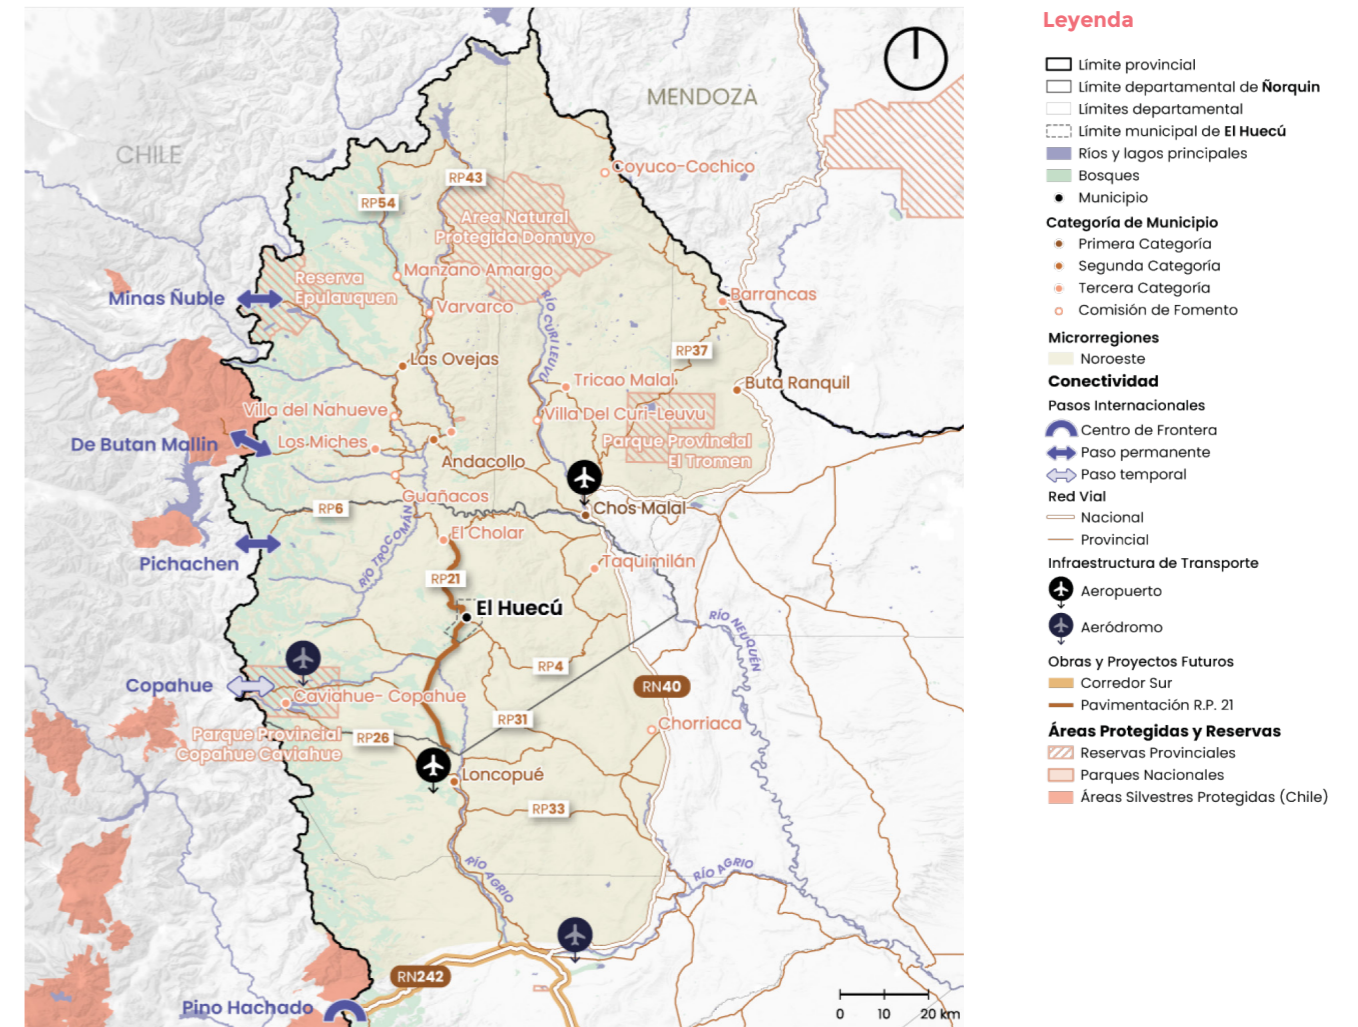 CHILE
MENDOZA
RP43
RP54
Coyuco-Cochico
Area Natural
Protegida Domuyo
Manzano Amargo
Reserva
Epulauquen
Minas Ñuble
Varvarco
RÍO CURI LEUVÚ
Barrancas
RP37
Las Ovejas
Tricao Malal
Buta Ranquil
Villa del Nahueve
Villa Del Curi-Leuvu
De Butan Mallin
Los Miches
Parque Provincial
El Tromen
Andacollo
Guañacos
RP6
Chos Malal
El Cholar
RÍO TROCOMAN
Pichachen
Taquimilán
RP21
El Huecú
RÍO NEUQUÉN
RP4
Copahue
Caviahue- Copahue
RN40
RP31
Chorriaca
Parque Provincial
Copahue Caviahue
RP26
Loncopué
RP33
RÍO AGRIO
RÍO AGRIO
RN242
Pino Hachado
0 10 20 km
Leyenda
Límite provincial
Límite departamental de Ñorquin
Límites departamental
Límite municipal de El Huecú
Ríos y lagos principales
Bosques
Municipio
Categoría de Municipio
Primera Categoría
Segunda Categoría
Tercera Categoría
Comisión de Fomento
Microrregiones
Noroeste
Conectividad
Pasos Internacionales
Centro de Frontera
Paso permanente
Paso temporal
Red Vial
Nacional
Provincial
Infraestructura de Transporte
Aeropuerto
Aeródromo
Obras y Proyectos Futuros
Corredor Sur
Pavimentación R.P. 21
Áreas Protegidas y Reservas
Reservas Provinciales
Parques Nacionales
Áreas Silvestres Protegidas (Chile)